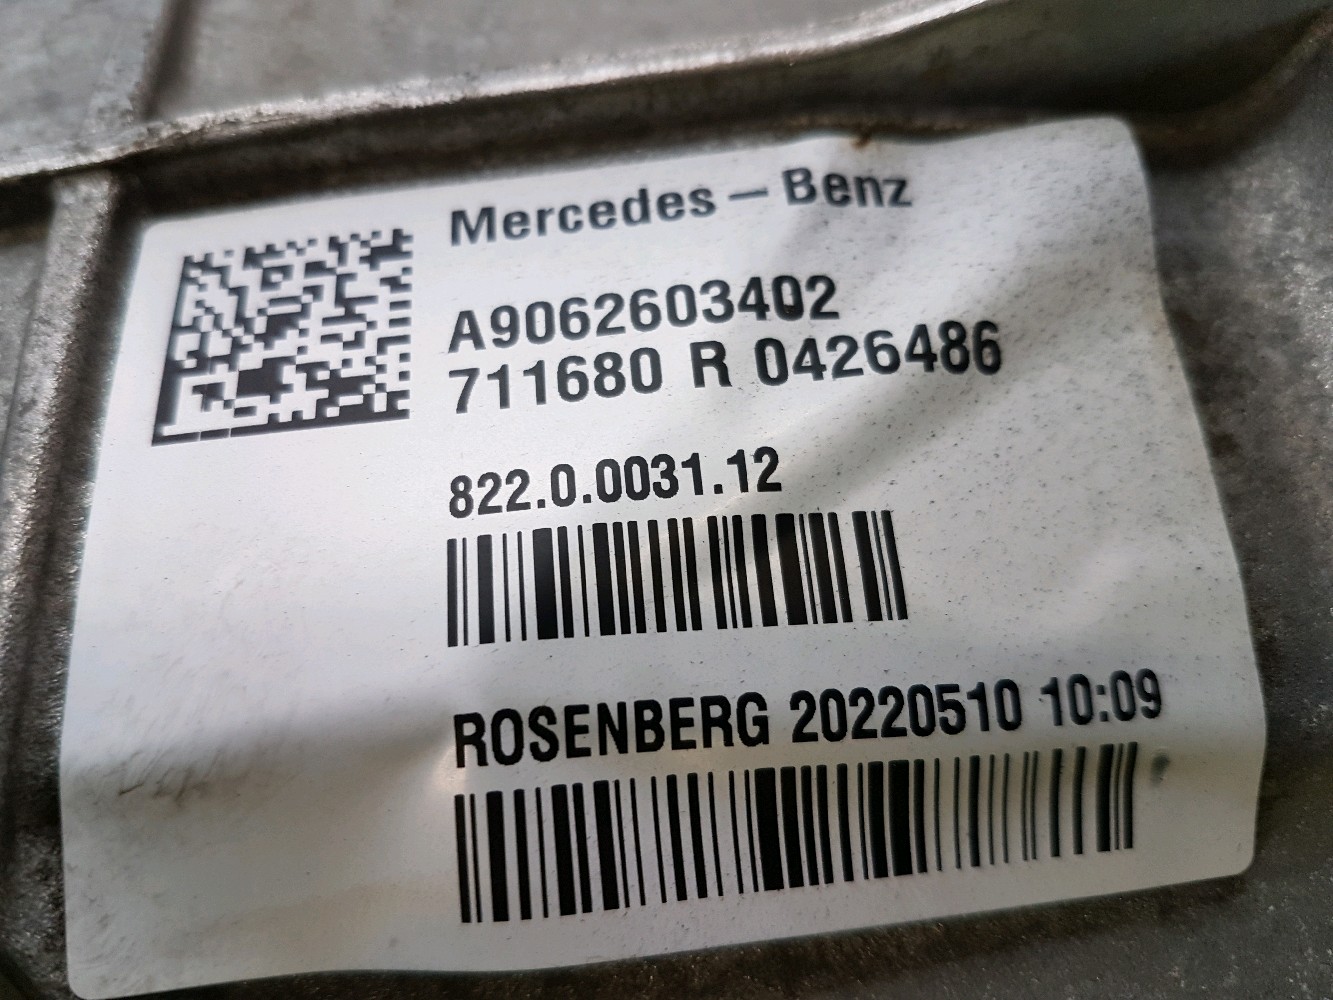 Mercedes – Benz
A9062603402
711680 R 0426486
822.0.0031.12
ROSENBERG 20220510 10:09